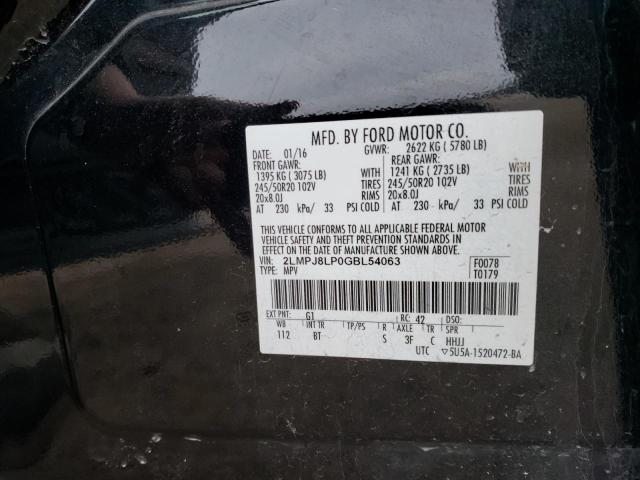 MFD. BY FORD MOTOR CO.
DATE: 01/16 GVWR: 2622 KG ( 5780 LB)
FRONT GAWR: REAR GAWR:
1395 KG ( 3075 LB) WITH 1241 KG ( 2735 LB) WITH
245/50R20 102V TIRES 245/50R20 102V TIRES
20x8.0J RIMS 20x8.0J RIMS
AT 230 kPa/ 33 PSI COLD AT 230 kPa/ 33 PSI COLD
THIS VEHICLE CONFORMS TO ALL APPLICABLE FEDERAL MOTOR
VEHICLE SAFETY AND THEFT PREVENTION STANDARDS IN
EFFECT ON THE DATE OF MANUFACTURE SHOWN ABOVE.
VIN: 2LMPJ8LP0GBL54063 F0078
TYPE: MPV T0179
EXT PNT: G1 RC: 42 DSO:
WB INT TR TP/PS R AXLE TR SPR
112 BT S 3F C HHJJ
UTC ▽5U5A-1520472-BA